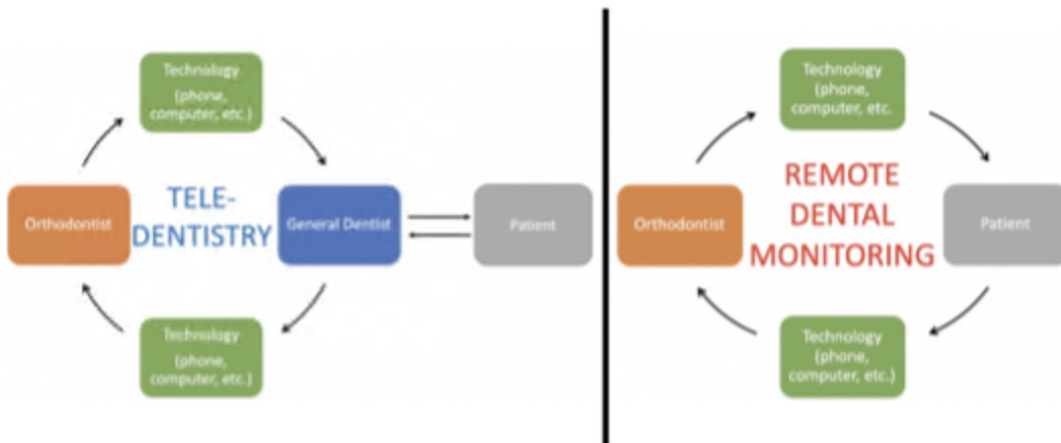 Technology
(phone,
computer, etc.)
Orthodontist
TELE-
DENTISTRY
General Dentist
Patient
Technology
(phone,
computer, etc.)
Technology
(phone,
computer, etc.
Orthodontist
REMOTE
DENTAL
MONITORING
Patient
Technology
(phone,
computer, etc.)